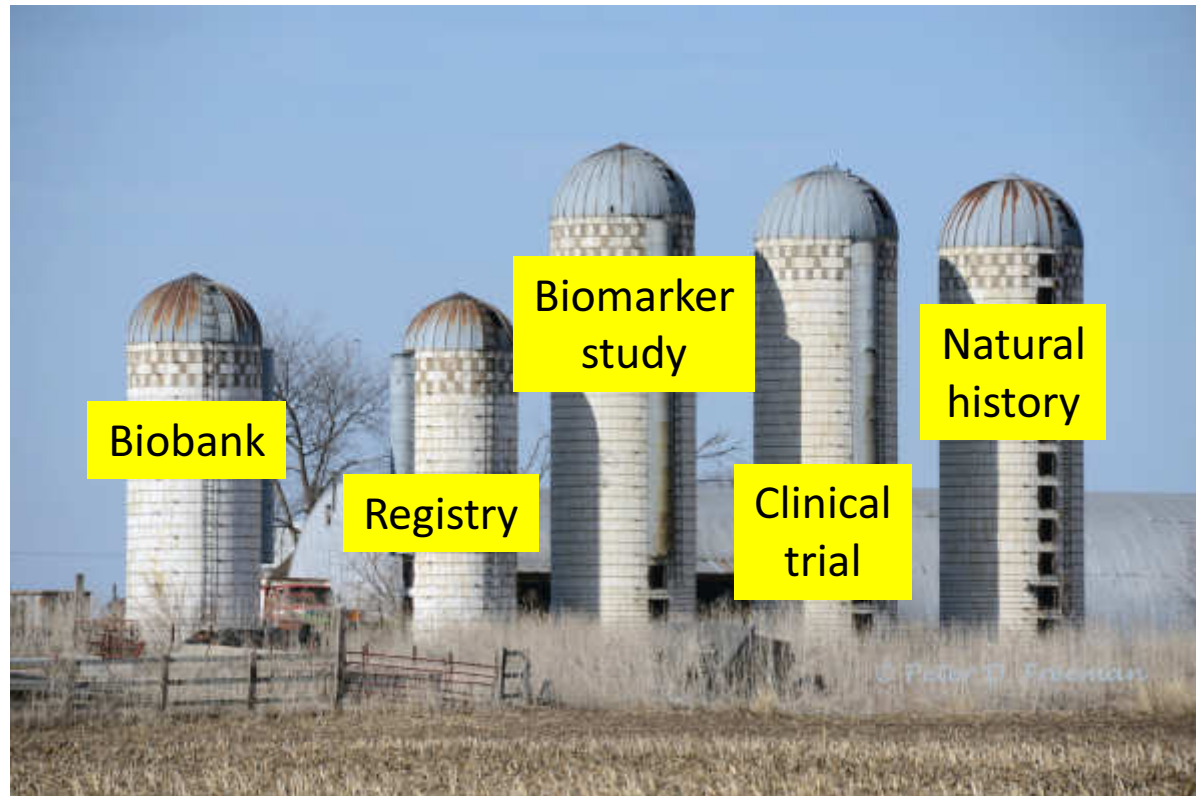 Biomarker
study
Natural
history
Biobank
Registry
Clinical
trial
© Peter D. Freeman